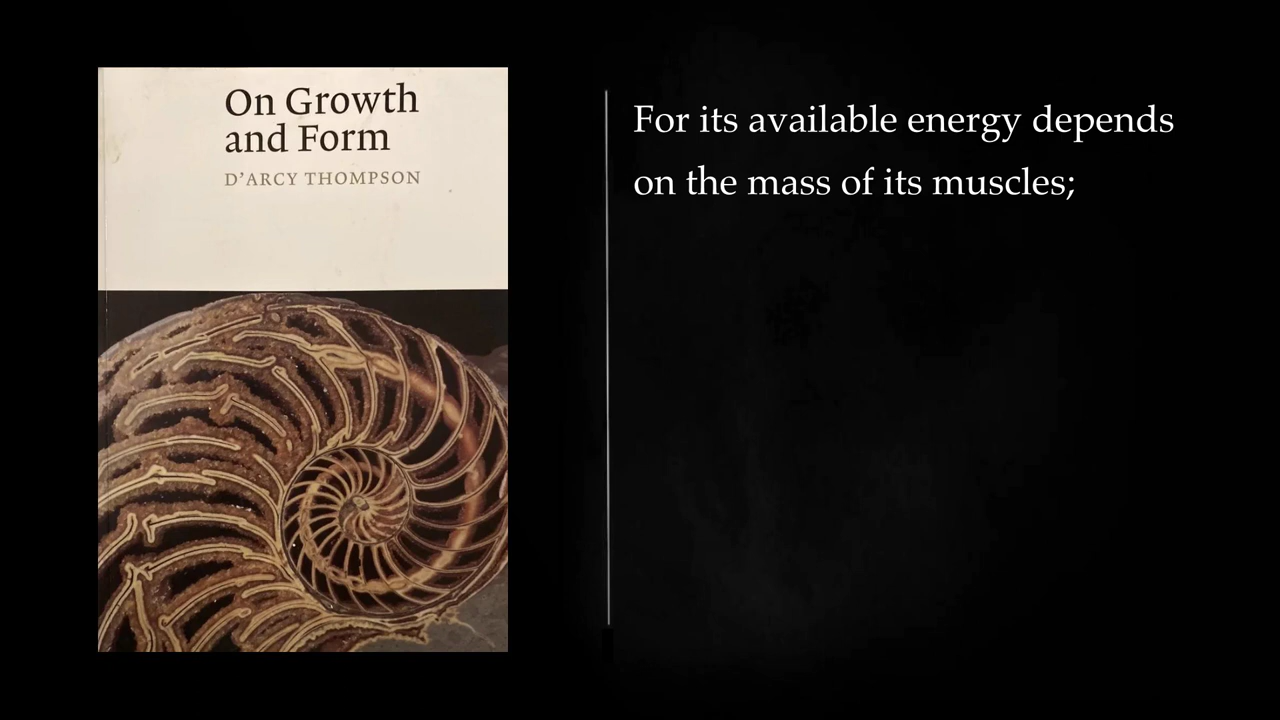 On Growth
and Form
D'ARCY THOMPSON
For its available energy depends
on the mass of its muscles;